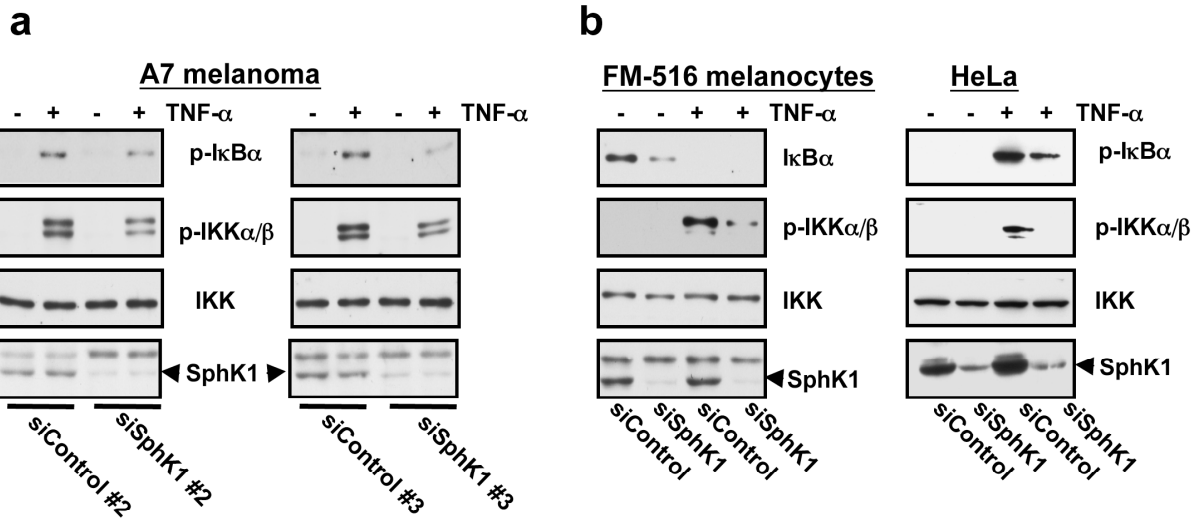 a
b
A7 melanoma
FM-516 melanocytes
HeLa
- + - + TNF-α
- + - + TNF-α
- - + + TNF-α
- - + + TNF-α
p-IκBα
IκBα
p-IκBα
p-IKKα/β
p-IKKα/β
p-IKKα/β
IKK
IKK
IKK
SphK1
SphK1
SphK1
siControl #2
siSphK1 #2
siControl #3
siSphK1 #3
siControl
siSphK1
siControl
siSphK1
siControl
siSphK1
siControl
siSphK1